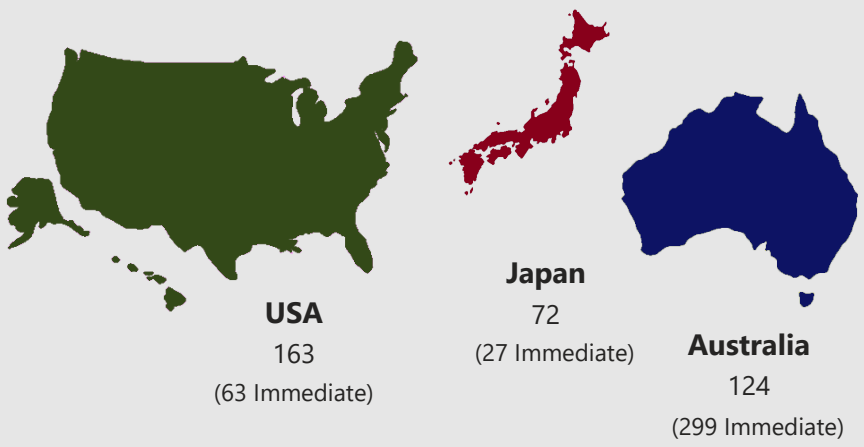 USA
163
(63 Immediate)
Japan
72
(27 Immediate)
Australia
124
(299 Immediate)